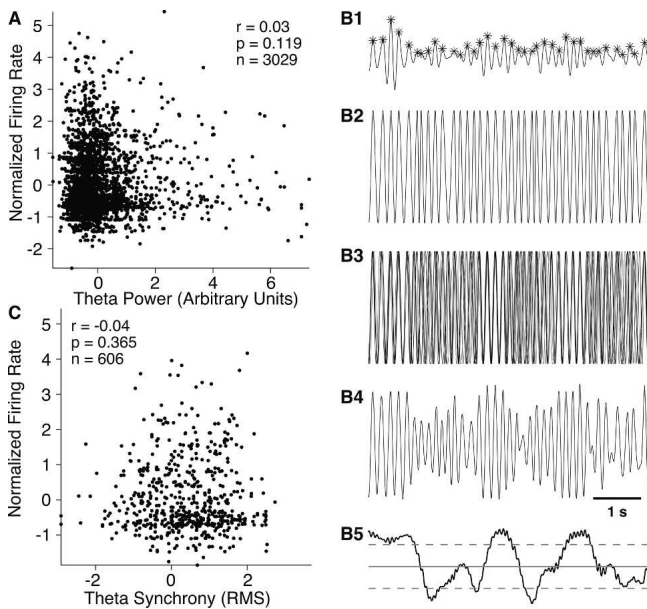 A
r = 0.03
p = 0.119
n = 3029
Normalized Firing Rate
5
4
3
2
1
0
-1
-2
0
2
4
6
Theta Power (Arbitrary Units)
C
r = -0.04
p = 0.365
n = 606
Normalized Firing Rate
5
4
3
2
1
0
-1
-2
0
2
Theta Synchrony (RMS)
B1
B2
B3
B4
1 s
B5